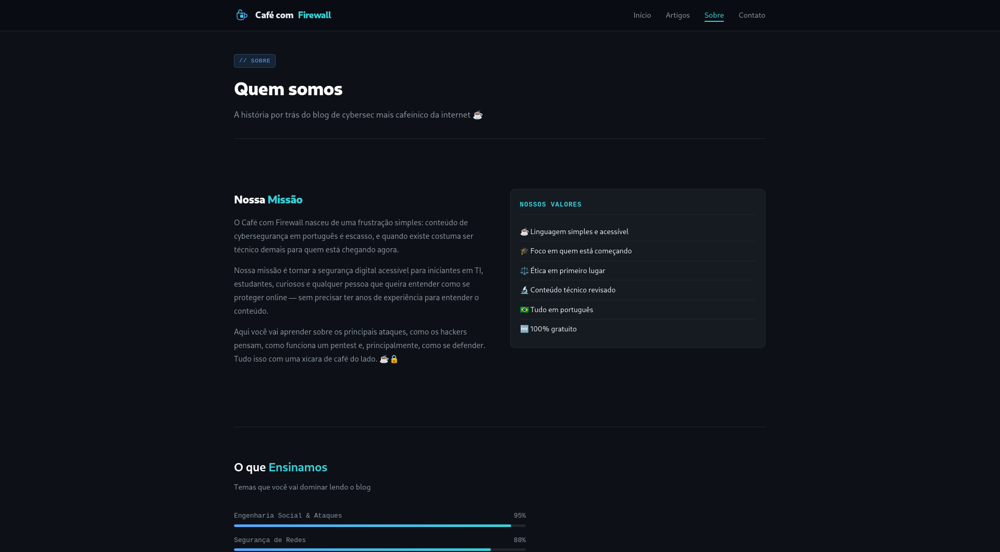 Café com Firewall
Início Artigos Sobre Contato
// SOBRE
Quem somos
A história por trás do blog de cybersec mais cafeínico da internet ☕
Nossa Missão
O Café com Firewall nasceu de uma frustração simples: conteúdo de
cybersegurança em português é escasso, e quando existe costuma ser
técnico demais para quem está chegando agora.
Nossa missão é tornar a segurança digital acessível para iniciantes em TI,
estudantes, curiosos e qualquer pessoa que queira entender como se
proteger online — sem precisar ter anos de experiência para entender o
conteúdo.
Aqui você vai aprender sobre os principais ataques, como os hackers
pensam, como funciona um pentest e, principalmente, como se defender.
Tudo isso com uma xícara de café do lado. ☕🔒
NOSSOS VALORES
☕ Linguagem simples e acessível
🎓 Foco em quem está começando
⚖️ Ética em primeiro lugar
🔬 Conteúdo técnico revisado
🇧🇷 Tudo em português
🆓 100% gratuito
O que Ensinamos
Temas que você vai dominar lendo o blog
Engenharia Social & Ataques 95%
Segurança de Redes 88%